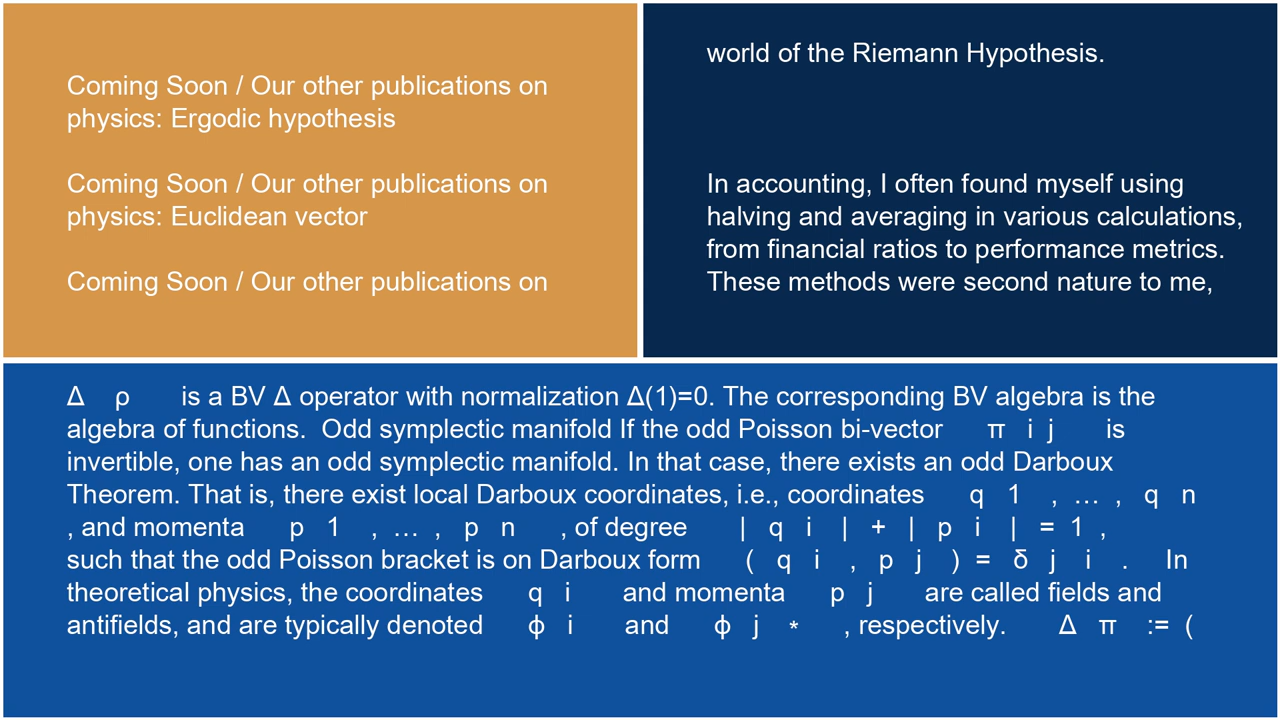 Coming Soon / Our other publications on
physics: Ergodic hypothesis
Coming Soon / Our other publications on
physics: Euclidean vector
Coming Soon / Our other publications on
world of the Riemann Hypothesis.
In accounting, I often found myself using
halving and averaging in various calculations,
from financial ratios to performance metrics.
These methods were second nature to me,
Δ ρ is a BV Δ operator with normalization Δ(1)=0. The corresponding BV algebra is the
algebra of functions. Odd symplectic manifold If the odd Poisson bi-vector π i j is
invertible, one has an odd symplectic manifold. In that case, there exists an odd Darboux
Theorem. That is, there exist local Darboux coordinates, i.e., coordinates q 1 , … , q n
, and momenta p 1 , … , p n , of degree | q i | + | p i | = 1 ,
such that the odd Poisson bracket is on Darboux form ( q i , p j ) = δ j i . In
theoretical physics, the coordinates q i and momenta p j are called fields and
antifields, and are typically denoted ϕ i and ϕ j ∗ , respectively. Δ π := (